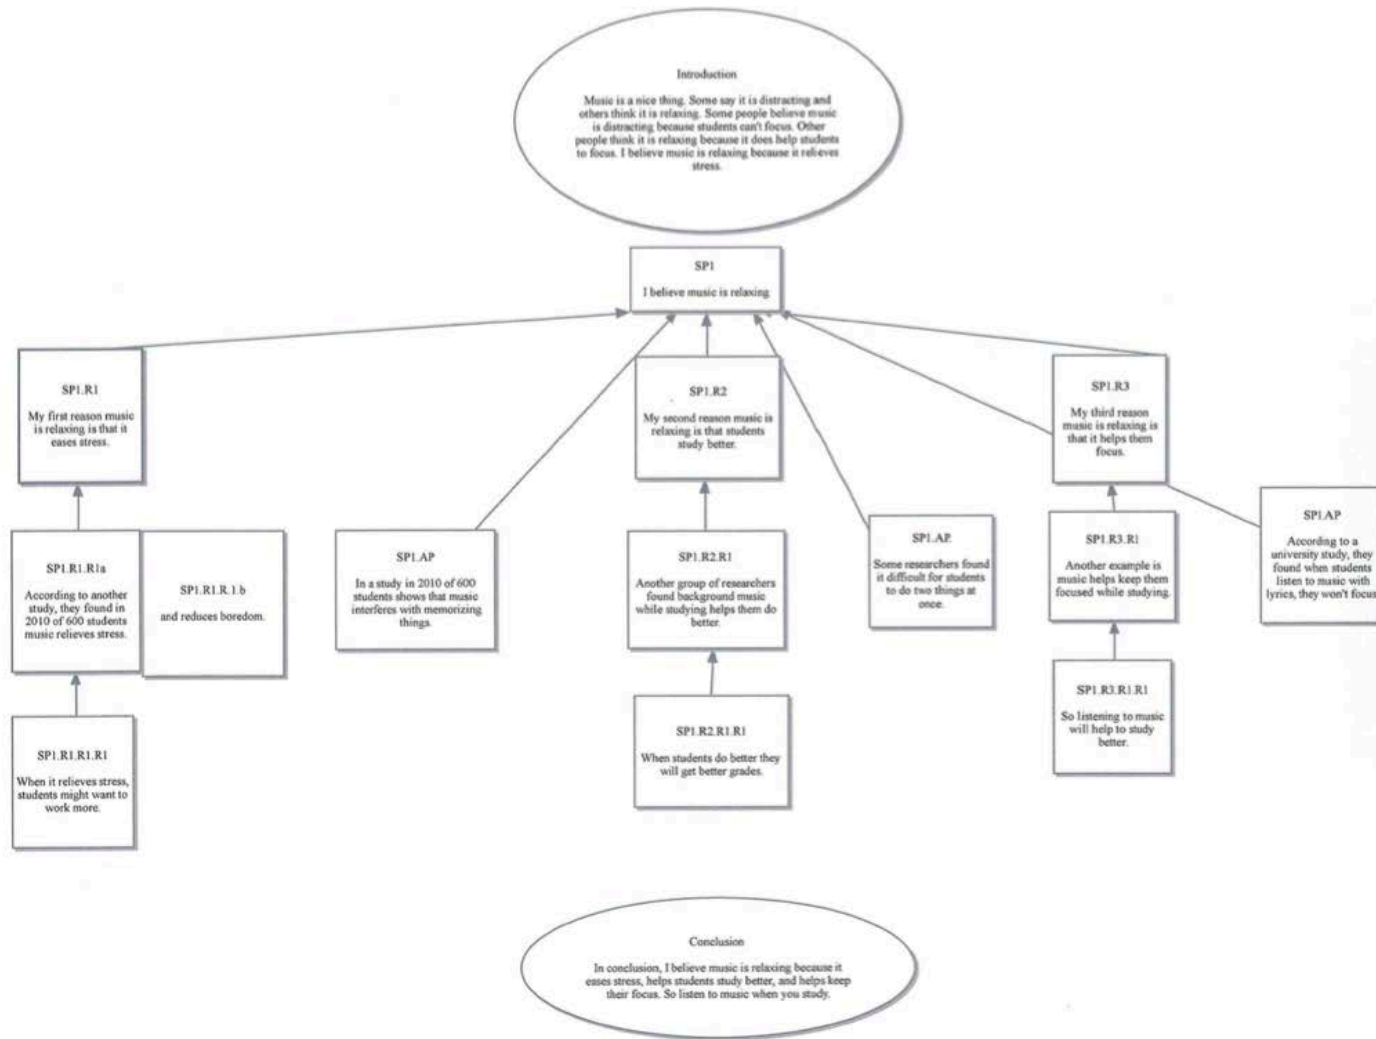 Introduction
Music is a nice thing. Some say it is distracting and
others think it is relaxing. Some people believe music
is distracting because students can't focus. Other
people think it is relaxing because it does help students
to focus. I believe music is relaxing because it relieves
stress.
SP1
I believe music is relaxing
SP1.R1
My first reason music
is relaxing is that it
eases stress.
SP1.R2
My second reason music is
relaxing is that students
study better.
SP1.R3
My third reason
music is relaxing is
that it helps them
focus.
SP1.R1.R1a
According to another
study, they found in
2010 of 600 students
music relieves stress.
SP1.R1.R.1.b
and reduces boredom.
SP1.AP
In a study in 2010 of 600
students shows that music
interferes with memorizing
things.
SP1.R2.R1
Another group of researchers
found background music
while studying helps them do
better.
SP1.AP.
Some researchers found
it difficult for students
to do two things at
once.
SP1.R3.R1
Another example is
music helps keep them
focused while studying.
SP1.AP
According to a
university study, they
found when students
listen to music with
lyrics, they won't focus
SP1.R1.R1.R1
When it relieves stress,
students might want to
work more.
SP1.R2.R1.R1
When students do better they
will get better grades.
SP1.R3.R1.R1
So listening to music
will help to study
better.
Conclusion
In conclusion, I believe music is relaxing because it
eases stress, helps students study better, and helps keep
their focus. So listen to music when you study.